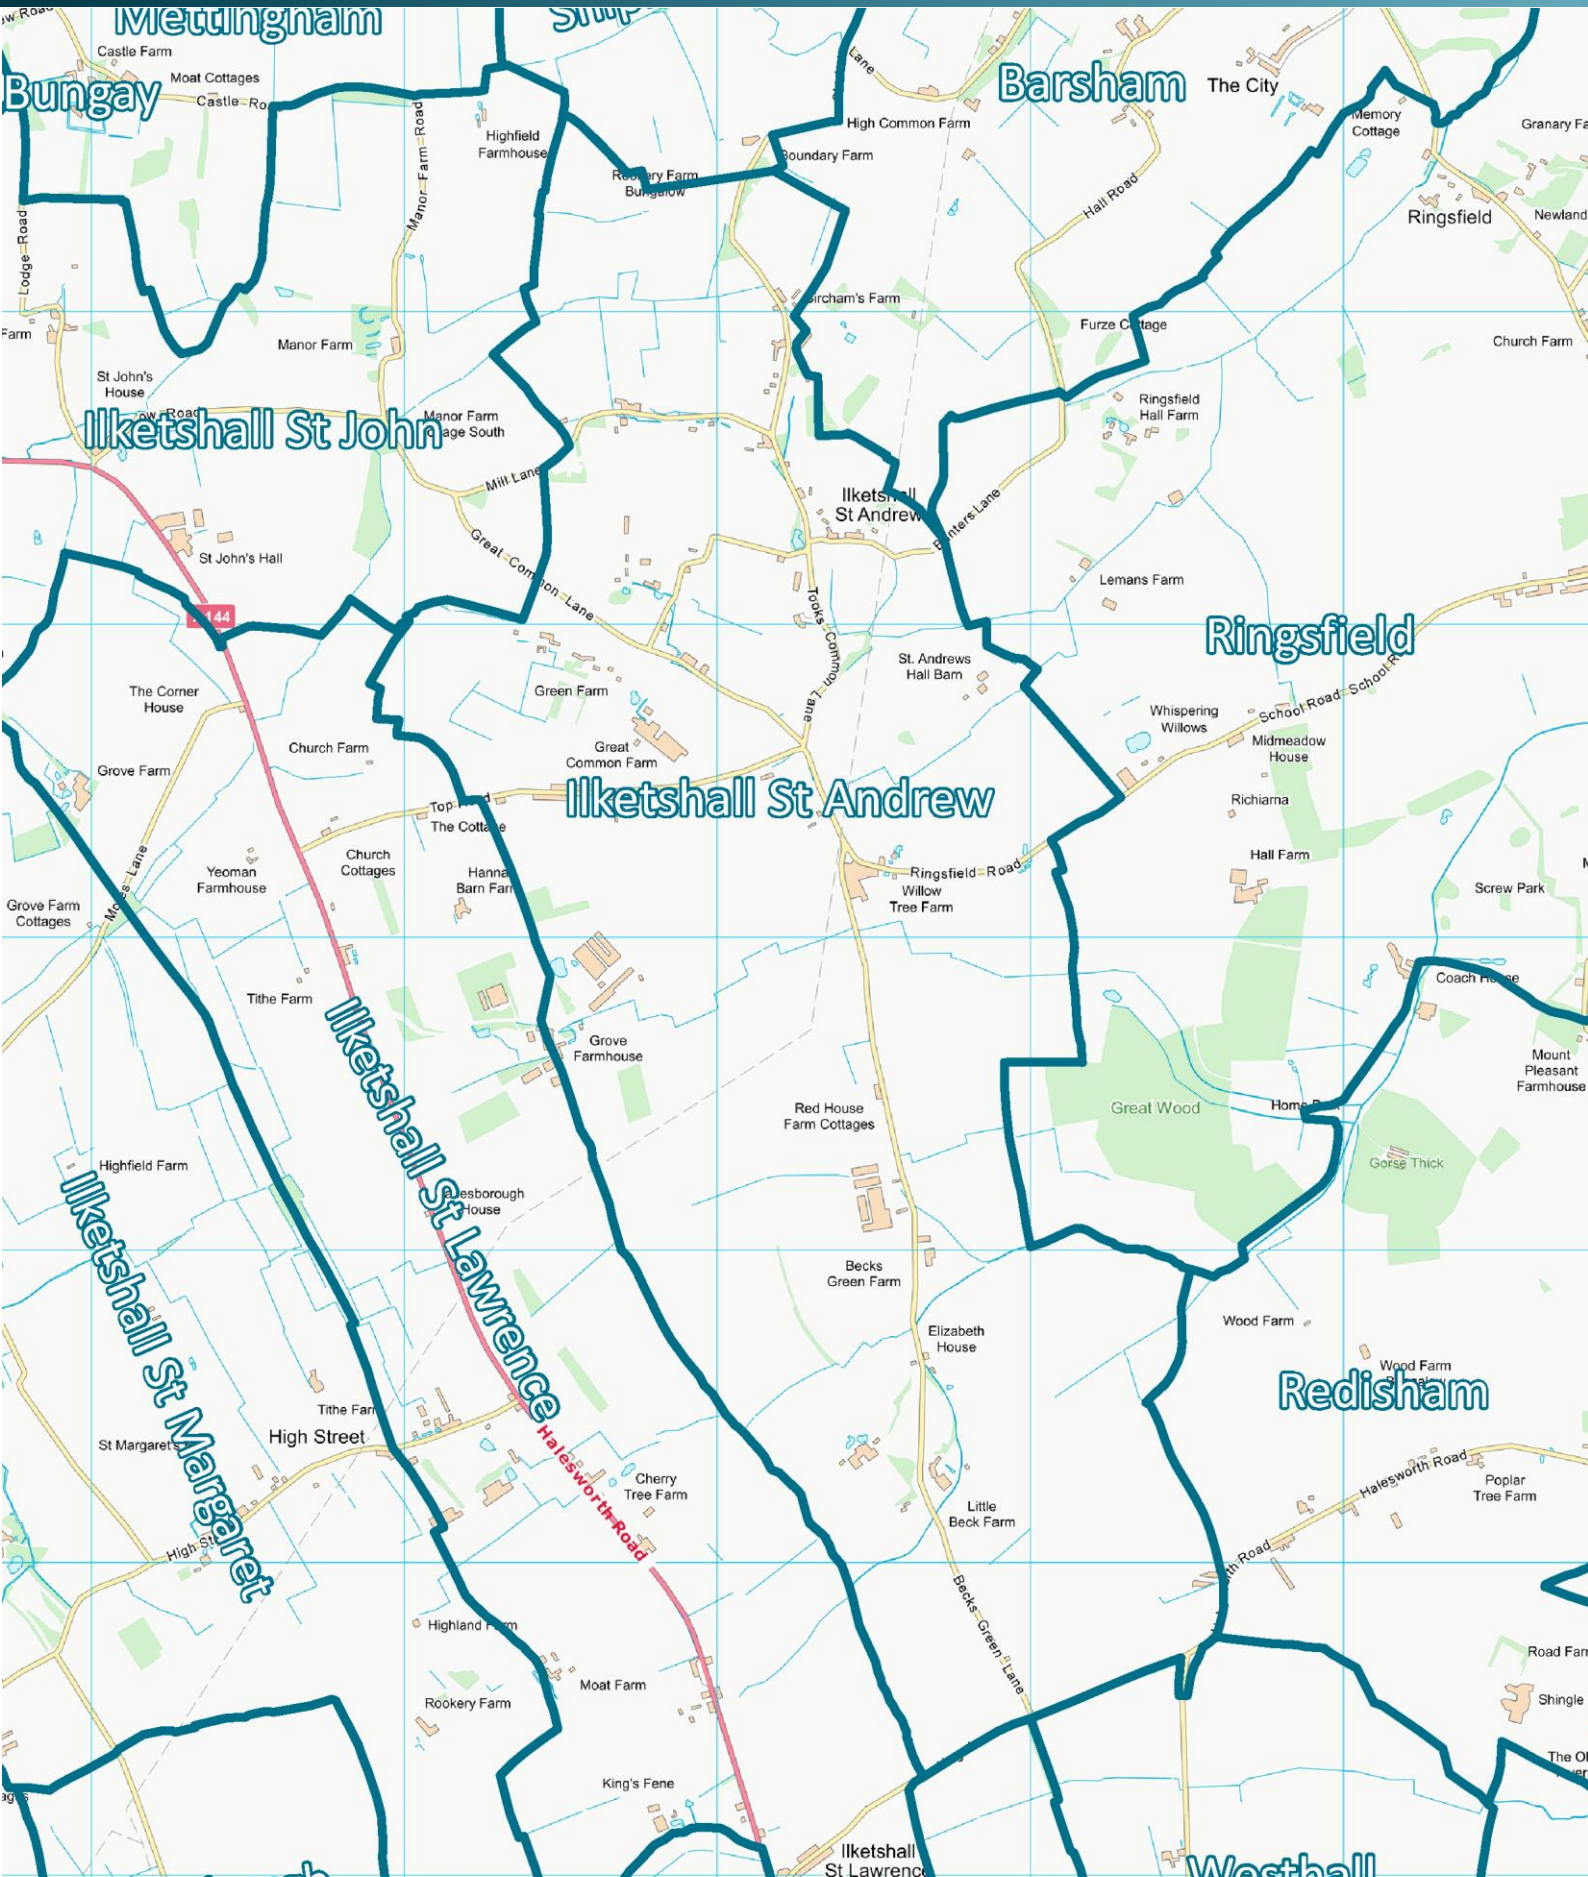 Mettingham
Castle Farm
Moat Cottages
Bungay
Barsham
The City
Lane
Memory
Cottage
High Common Farm
Highfield
Farmhouse
Boundary Farm
Manor Farm Road
Hall Road
Ringsfield
Lodge Road
Farm
Manor Farm
Furze Cottage
Church Farm
St John's
House
Ilketshall St John
Manor Farm
Ringsfield
Hall Farm
Mill Lane
Ilketshall
St Andrew
St John's Hall
Great Common Lane
Lemans Farm
Tooks Common Lane
Ringsfield
The Corner
House
Green Farm
St. Andrews
Hall Barn
School Road
Whispering
Willows
Midmeadow
House
Church Farm
Great
Common Farm
Grove Farm
Ilketshall St Andrew
Richiama
The Cottage
Church
Cottages
Yeoman
Farmhouse
Moles Lane
Ringsfield Road
Hall Farm
Willow
Tree Farm
Screw Park
Grove Farm
Cottages
Coach House
Tithe Farm
Ilketshall St Lawrence
Grove
Farmhouse
Mount
Pleasant
Farmhouse
Great Wood
Red House
Farm Cottages
Gorse Thick
Highfield Farm
House
Ilketshall St Margaret
Becks
Green Farm
Wood Farm
Elizabeth
House
Wood Farm
Redisham
Tithe Farm
High Street
St Margaret's
Halesworth Road
Cherry
Tree Farm
Halesworth Road
Poplar
Tree Farm
Little
Beck Farm
Becks Green Lane
Highland Farm
Moat Farm
Rookery Farm
Shingle
King's Fene
Ilketshall
St Lawrence
Westhall